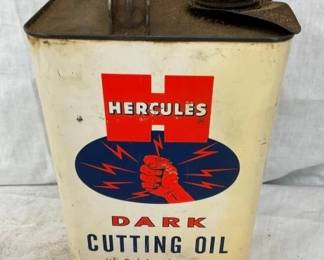 H
HERCULES
DARK
CUTTING OIL